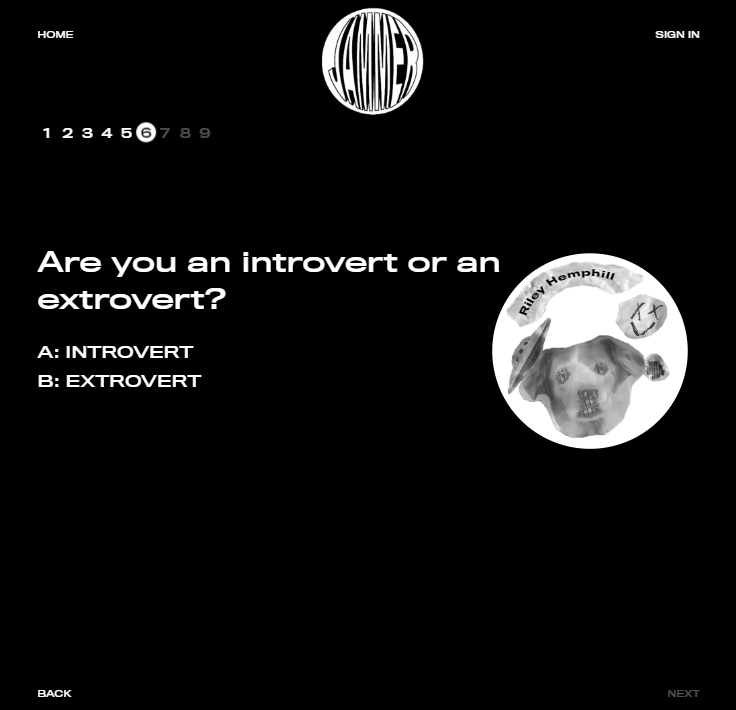 HOME
JAMMER
SIGN IN
1 2 3 4 5 6 7 8 9
Are you an introvert or an
extrovert?
A: INTROVERT
B: EXTROVERT
Riley Hemphill
BACK
NEXT